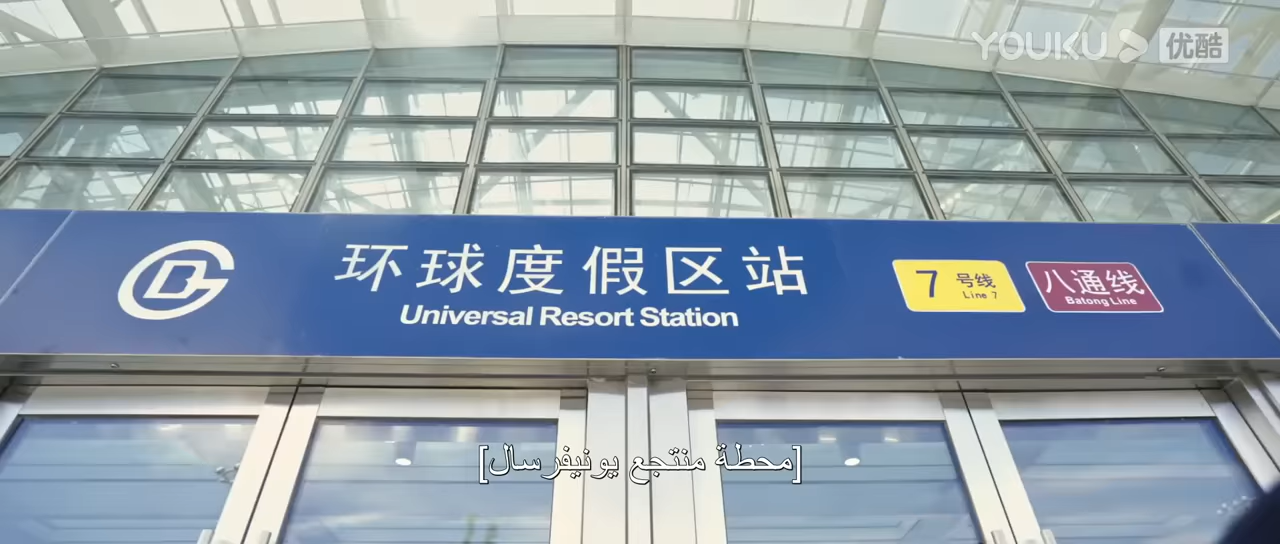 YOUKU 优酷
环球度假区站
Universal Resort Station
7号线
Line 7
八通线
Batong Line
[محطة منتجع يونيفرسال]